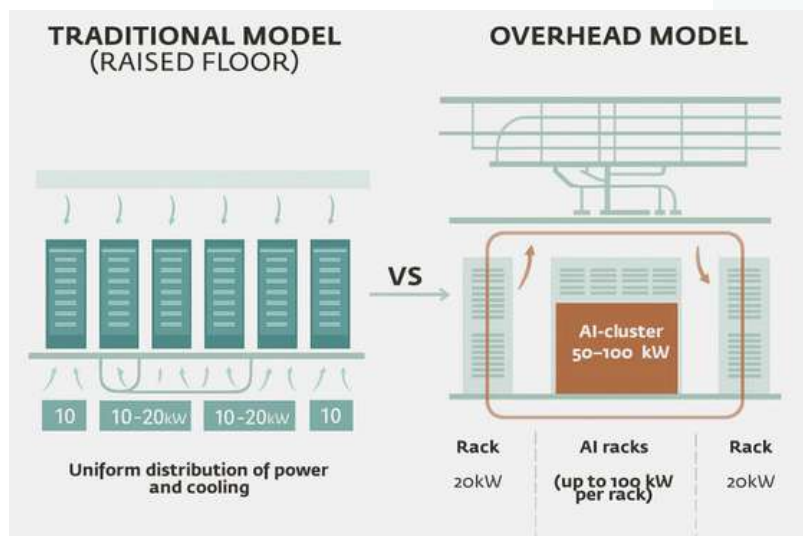 TRADITIONAL MODEL
(RAISED FLOOR)
10
10-20kW
10-20kW
10
Uniform distribution of power
and cooling
VS
OVERHEAD MODEL
AI-cluster
50–100 kW
Rack
AI racks
Rack
20kW
(up to 100 kW
per rack)
20kW